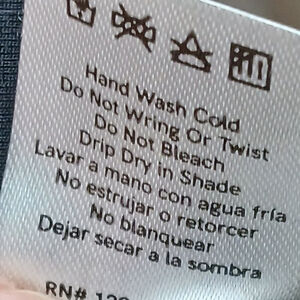 Hand Wash Cold
Do Not Wring Or Twist
Do Not Bleach
Drip Dry in Shade
Lavar a mano con agua fría
No estrujar o retorcer
No blanquear
Dejar secar a la sombra
RN#